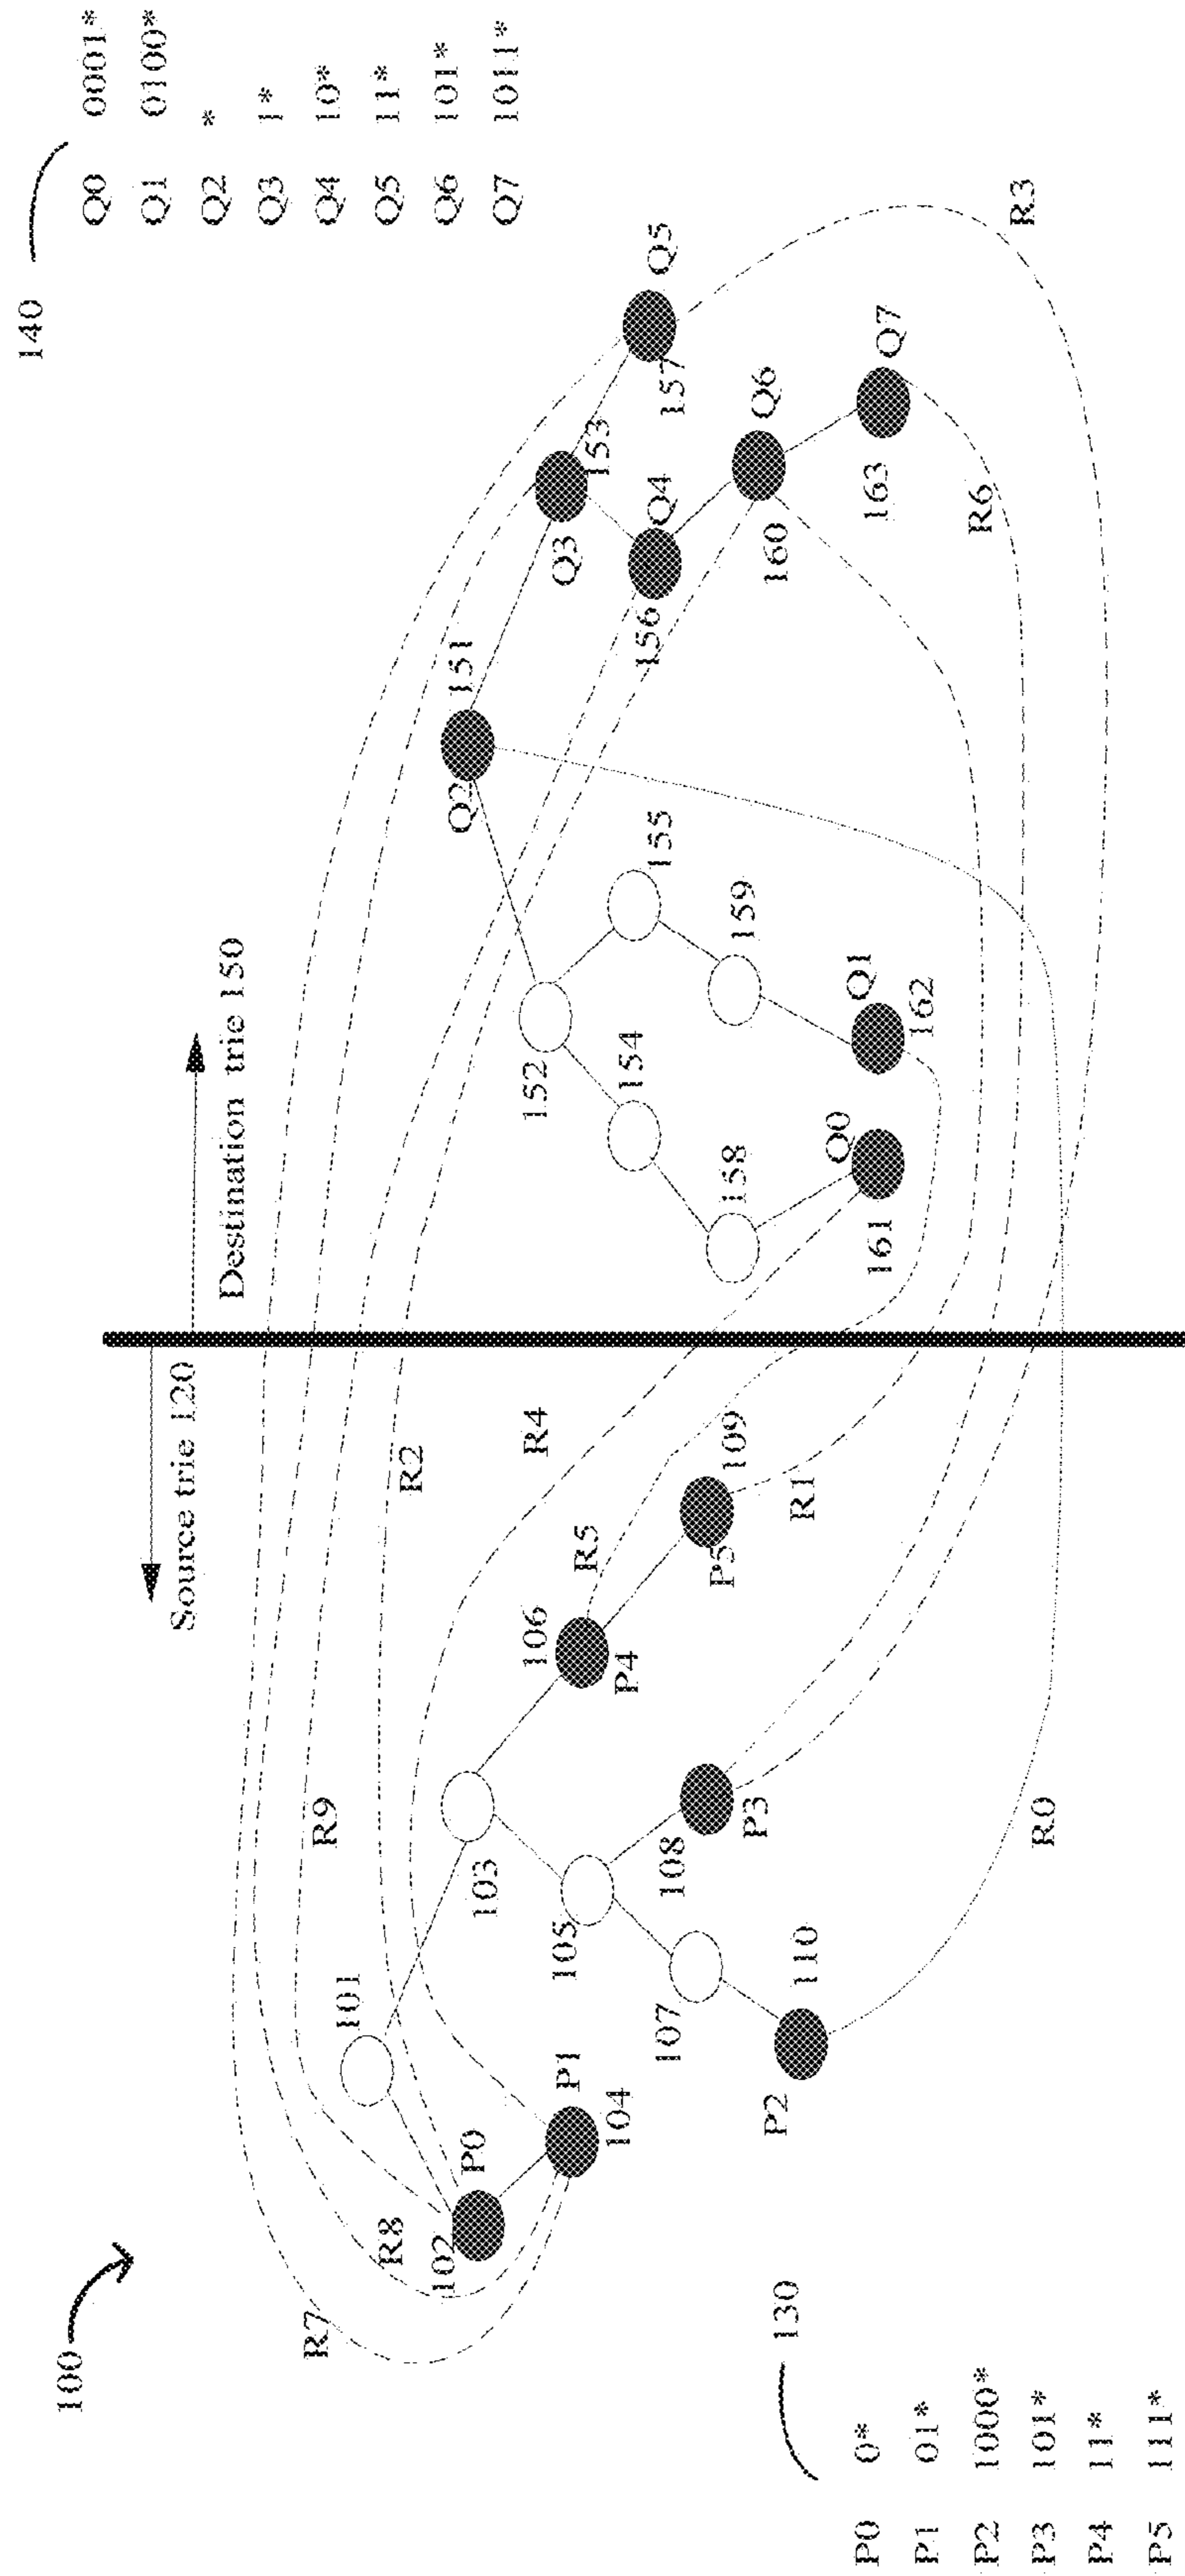 100
Source trie 120
Destination trie 150
140
Q0 0001*
Q1 0100*
Q2 *
Q3 1*
Q4 10*
Q5 11*
Q6 101*
Q7 1011*
R7
R8
R9
R2
R4
101
102
P0
P1
104
103
106
R5
P4
105
107
108
P3
P2
110
P5
109
R1
R0
Q2
151
152
154
155
158
159
Q0
161
Q1
162
Q3
153
156
Q4
157
Q5
160
Q6
163
Q7
R6
R3
130
P0 0*
P1 01*
P2 1000*
P3 101*
P4 11*
P5 111*